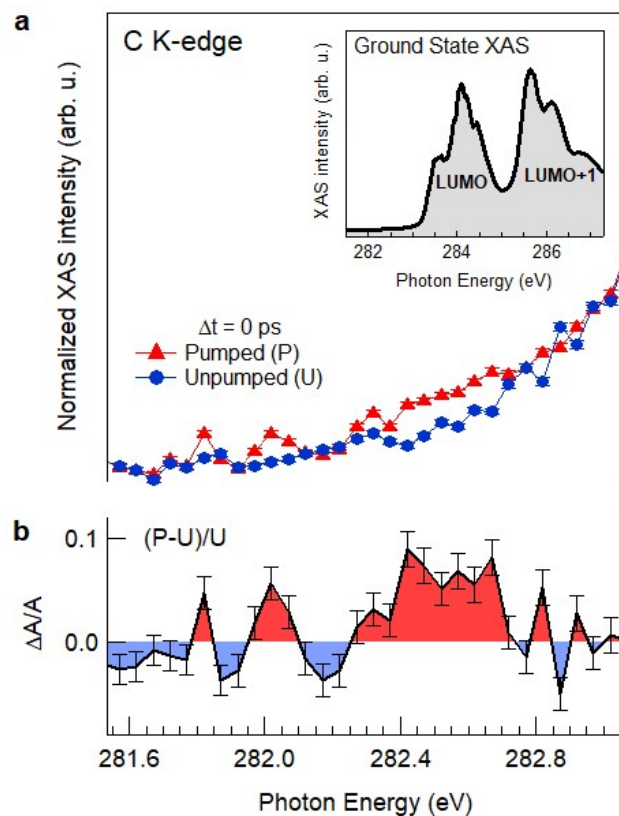 a
C K-edge
Normalized XAS intensity (arb. u.)
Δt = 0 ps
Pumped (P)
Unpumped (U)
Ground State XAS
XAS intensity (arb. u.)
LUMO
LUMO+1
282
284
286
Photon Energy (eV)
b
(P-U)/U
ΔA/A
0.1
0.0
281.6
282.0
282.4
282.8
Photon Energy (eV)